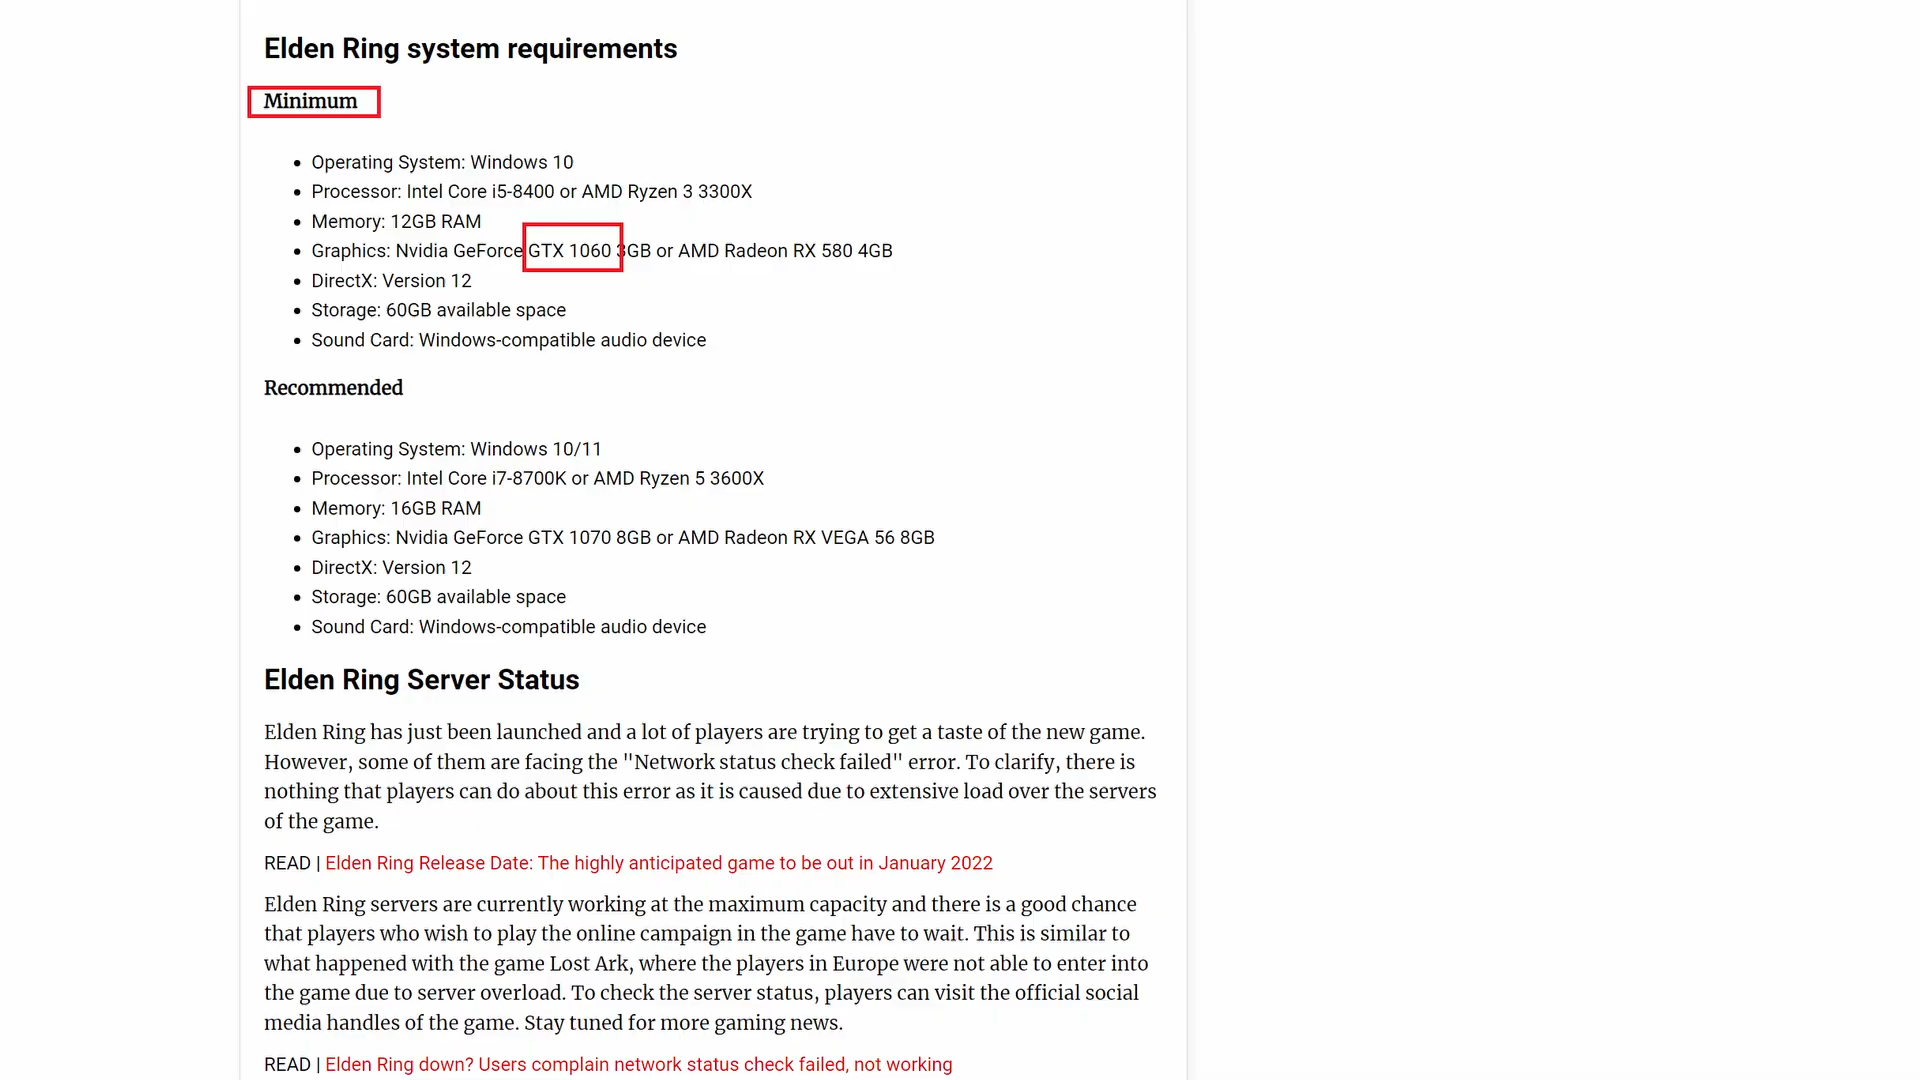 Elden Ring system requirements
Minimum
• Operating System: Windows 10
• Processor: Intel Core i5-8400 or AMD Ryzen 3 3300X
• Memory: 12GB RAM
• Graphics: Nvidia GeForce GTX 1060 3GB or AMD Radeon RX 580 4GB
• DirectX: Version 12
• Storage: 60GB available space
• Sound Card: Windows-compatible audio device
Recommended
• Operating System: Windows 10/11
• Processor: Intel Core i7-8700K or AMD Ryzen 5 3600X
• Memory: 16GB RAM
• Graphics: Nvidia GeForce GTX 1070 8GB or AMD Radeon RX VEGA 56 8GB
• DirectX: Version 12
• Storage: 60GB available space
• Sound Card: Windows-compatible audio device
Elden Ring Server Status
Elden Ring has just been launched and a lot of players are trying to get a taste of the new game.
However, some of them are facing the "Network status check failed" error. To clarify, there is
nothing that players can do about this error as it is caused due to extensive load over the servers
of the game.
READ | Elden Ring Release Date: The highly anticipated game to be out in January 2022
Elden Ring servers are currently working at the maximum capacity and there is a good chance
that players who wish to play the online campaign in the game have to wait. This is similar to
what happened with the game Lost Ark, where the players in Europe were not able to enter into
the game due to server overload. To check the server status, players can visit the official social
media handles of the game. Stay tuned for more gaming news.
READ | Elden Ring down? Users complain network status check failed, not working